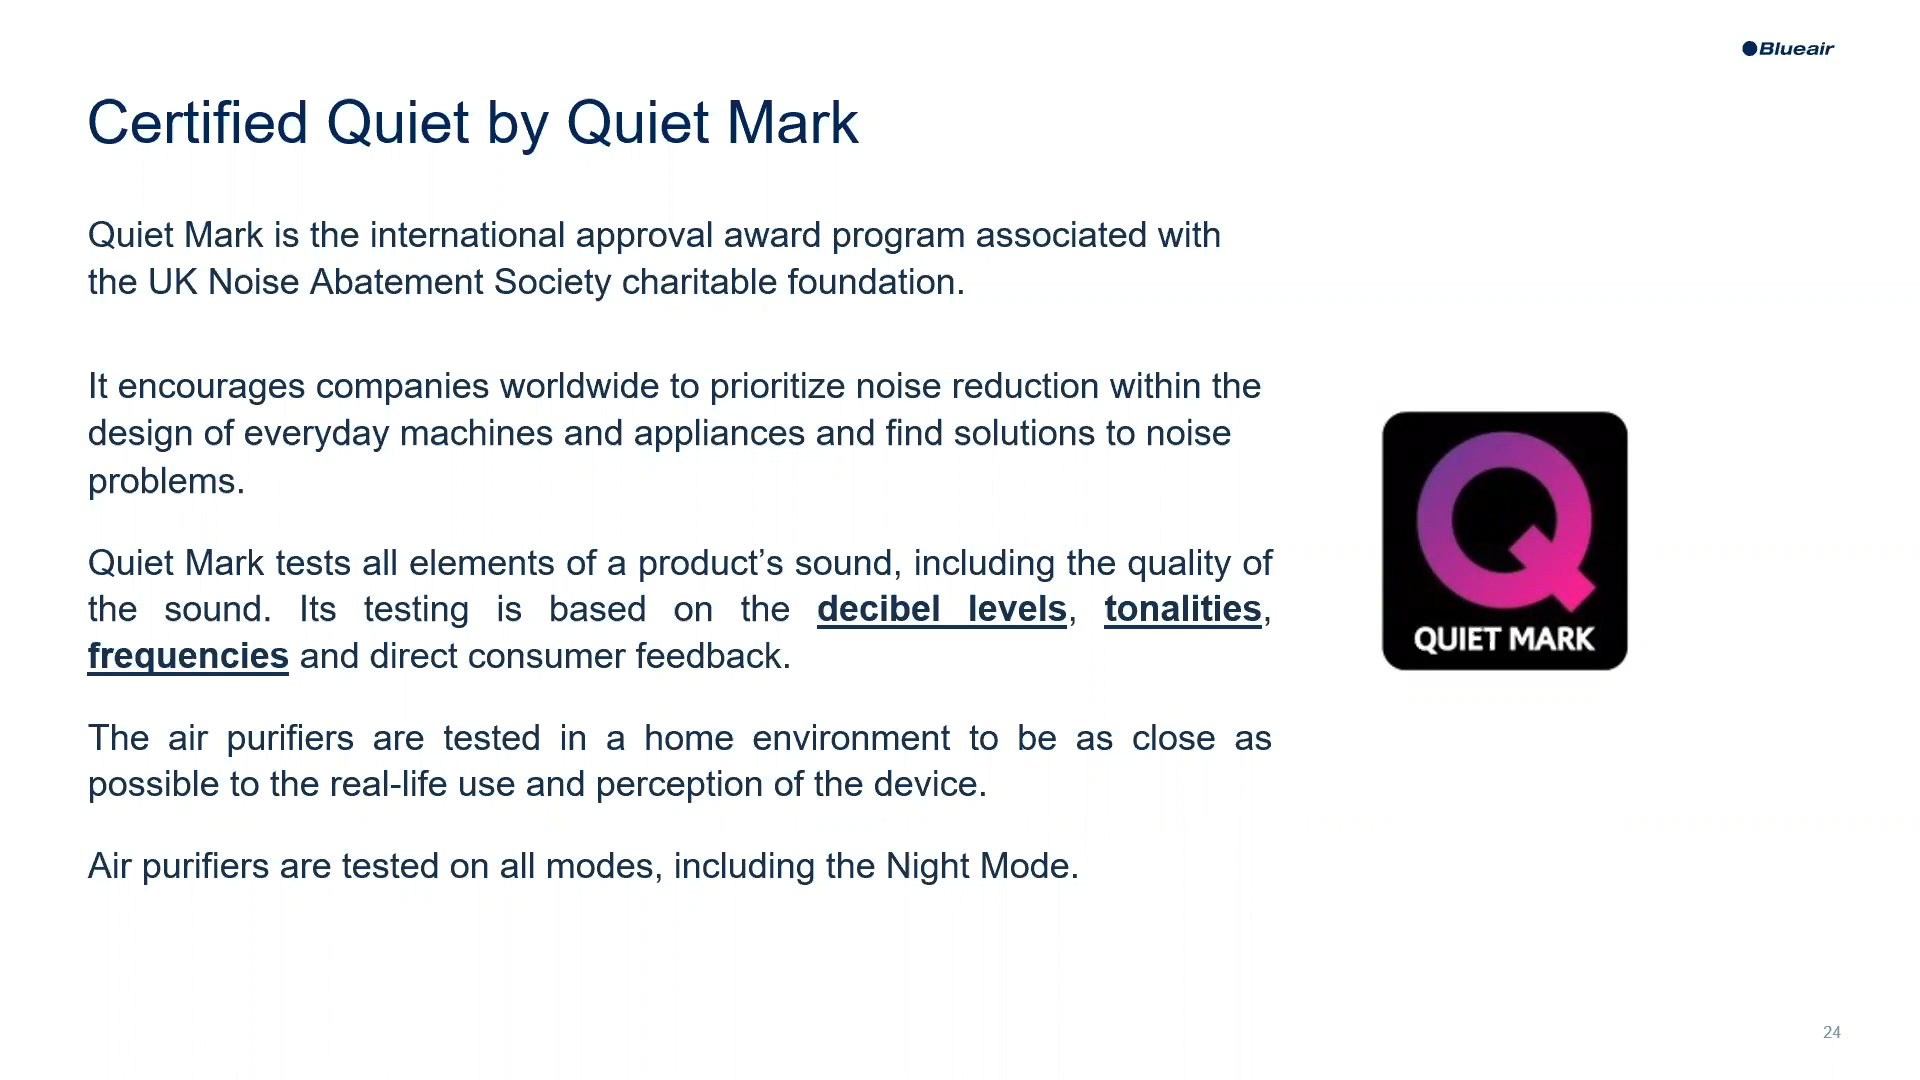 Blueair
Certified Quiet by Quiet Mark
Quiet Mark is the international approval award program associated with
the UK Noise Abatement Society charitable foundation.
It encourages companies worldwide to prioritize noise reduction within the
design of everyday machines and appliances and find solutions to noise
problems.
Quiet Mark tests all elements of a product’s sound, including the quality of
the sound. Its testing is based on the decibel levels, tonalities,
frequencies and direct consumer feedback.
The air purifiers are tested in a home environment to be as close as
possible to the real-life use and perception of the device.
Air purifiers are tested on all modes, including the Night Mode.
QUIET MARK
24